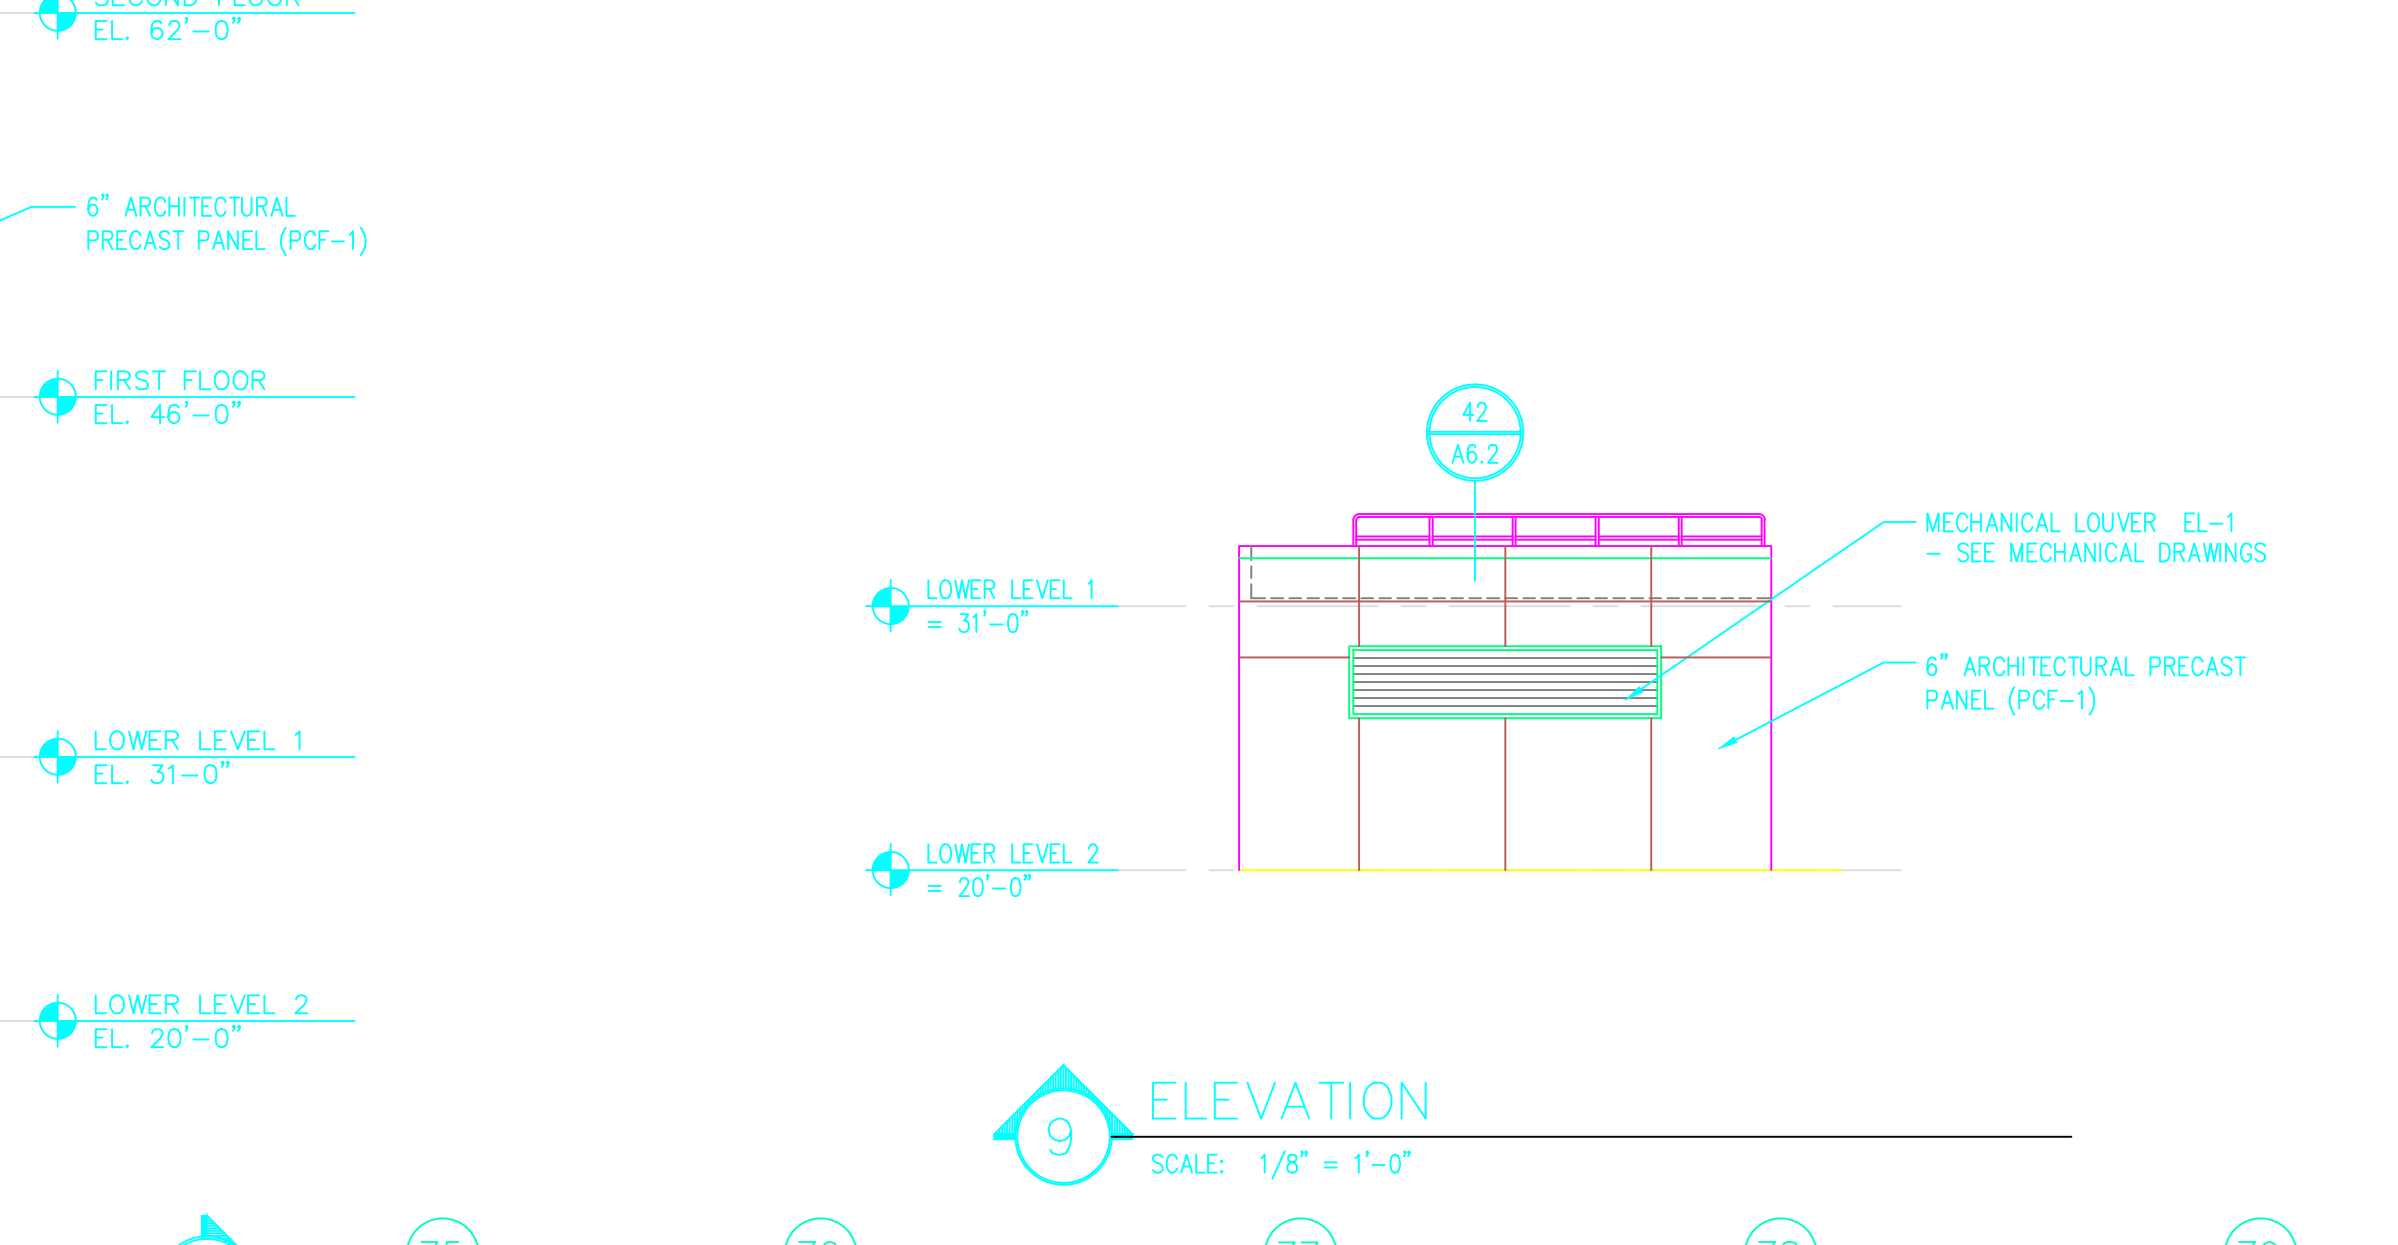 SECOND FLOOR
EL. 62'-0"
6" ARCHITECTURAL
PRECAST PANEL (PCF-1)
FIRST FLOOR
EL. 46'-0"
LOWER LEVEL 1
EL. 31-0"
LOWER LEVEL 2
EL. 20'-0"
42
A6.2
MECHANICAL LOUVER EL-1
- SEE MECHANICAL DRAWINGS
LOWER LEVEL 1
= 31'-0"
6" ARCHITECTURAL PRECAST
PANEL (PCF-1)
LOWER LEVEL 2
= 20'-0"
9
ELEVATION
SCALE: 1/8" = 1'-0"